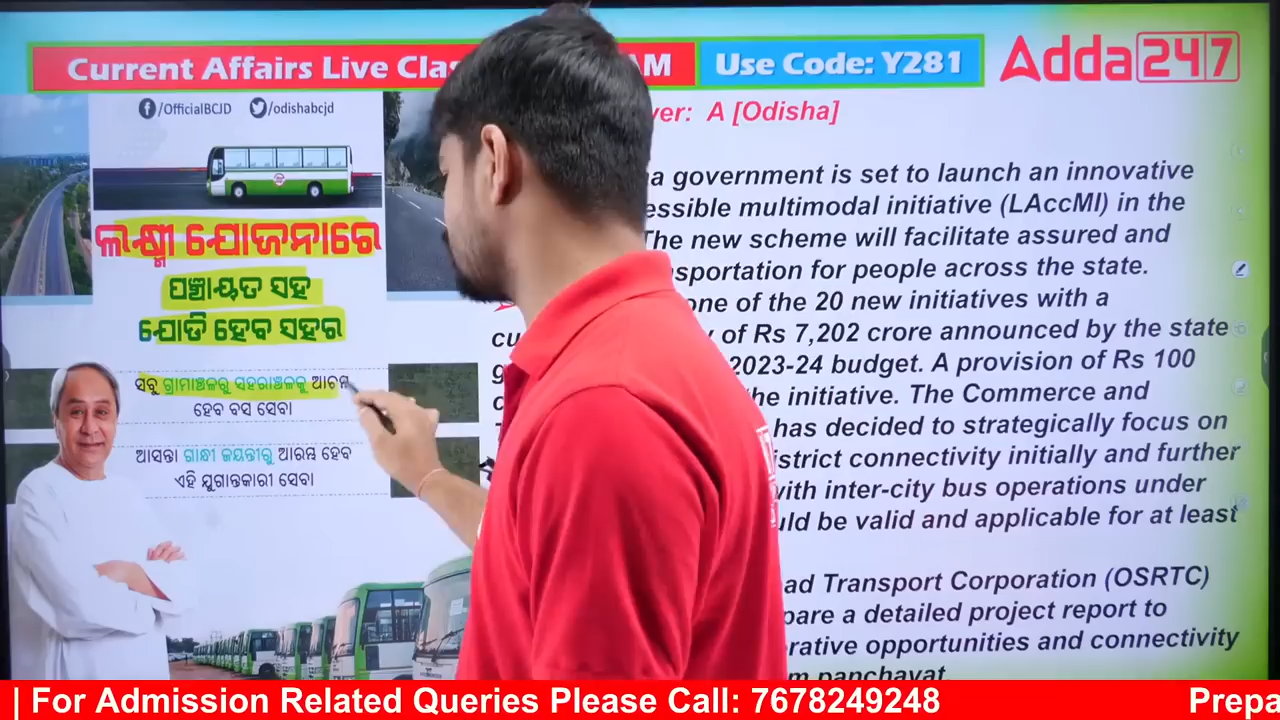 Current Affairs Live Clas
AM
Use Code: Y281
Adda 247
/OfficialBCJD
/odishabcjd
ଲକ୍ଷ୍ମୀ ଯୋଜନାରେ
ପଞ୍ଚାୟତ ସହ
ଯୋଡି ହେବ ସହର
ସବୁ ଗ୍ରାମାଞ୍ଚଳରୁ ସହରାଞ୍ଚଳକୁ
ହେବ ବସ ସେବା
ଆସନ୍ତା ଗାନ୍ଧୀ ଜୟନ୍ତୀରୁ ଆରମ୍ଭ ହେବ
ଏହି ଯୁଗାନ୍ତକାରୀ ସେବା
ver: A [Odisha]
a government is set to launch an innovative
essible multimodal initiative (LAccMI) in the
The new scheme will facilitate assured and
sportation for people across the state.
one of the 20 new initiatives with a
cu y of Rs 7,202 crore announced by the state
g 2023-24 budget. A provision of Rs 100
c he initiative. The Commerce and
has decided to strategically focus on
istrict connectivity initially and further
with inter-city bus operations under
uld be valid and applicable for at least
ad Transport Corporation (OSRTC)
pare a detailed project report to
rative opportunities and connectivity
m panchayat
| For Admission Related Queries Please Call: 7678249248
Prepa